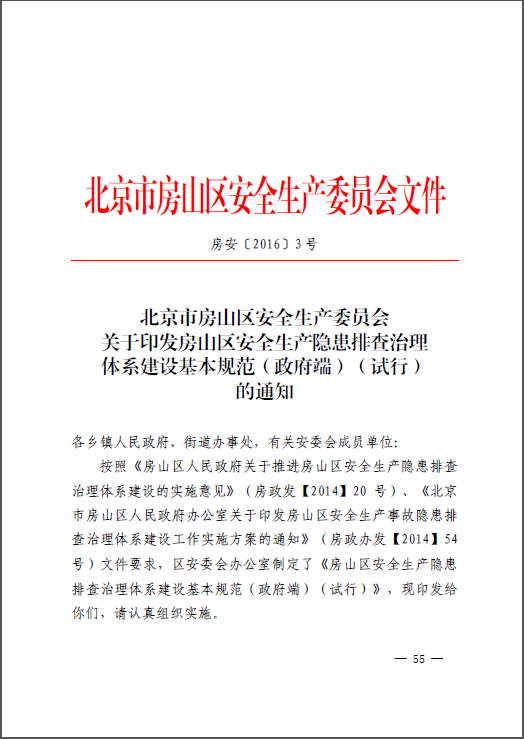 北京市房山区安全生产委员会文件
房安〔2016〕3号
北京市房山区安全生产委员会
关于印发房山区安全生产隐患排查治理
体系建设基本规范（政府端）（试行）
的通知
各乡镇人民政府、街道办事处，有关安委会成员单位：
按照《房山区人民政府关于推进房山区安全生产隐患排查
治理体系建设的实施意见》（房政发【2014】20 号）、《北京
市房山区人民政府办公室关于印发房山区安全生产事故隐患排
查治理体系建设工作实施方案的通知》（房政办发【2014】54
号）文件要求，区安委会办公室制定了《房山区安全生产隐患
排查治理体系建设基本规范（政府端）（试行）》，现印发给
你们，请认真组织实施。
— 55 —